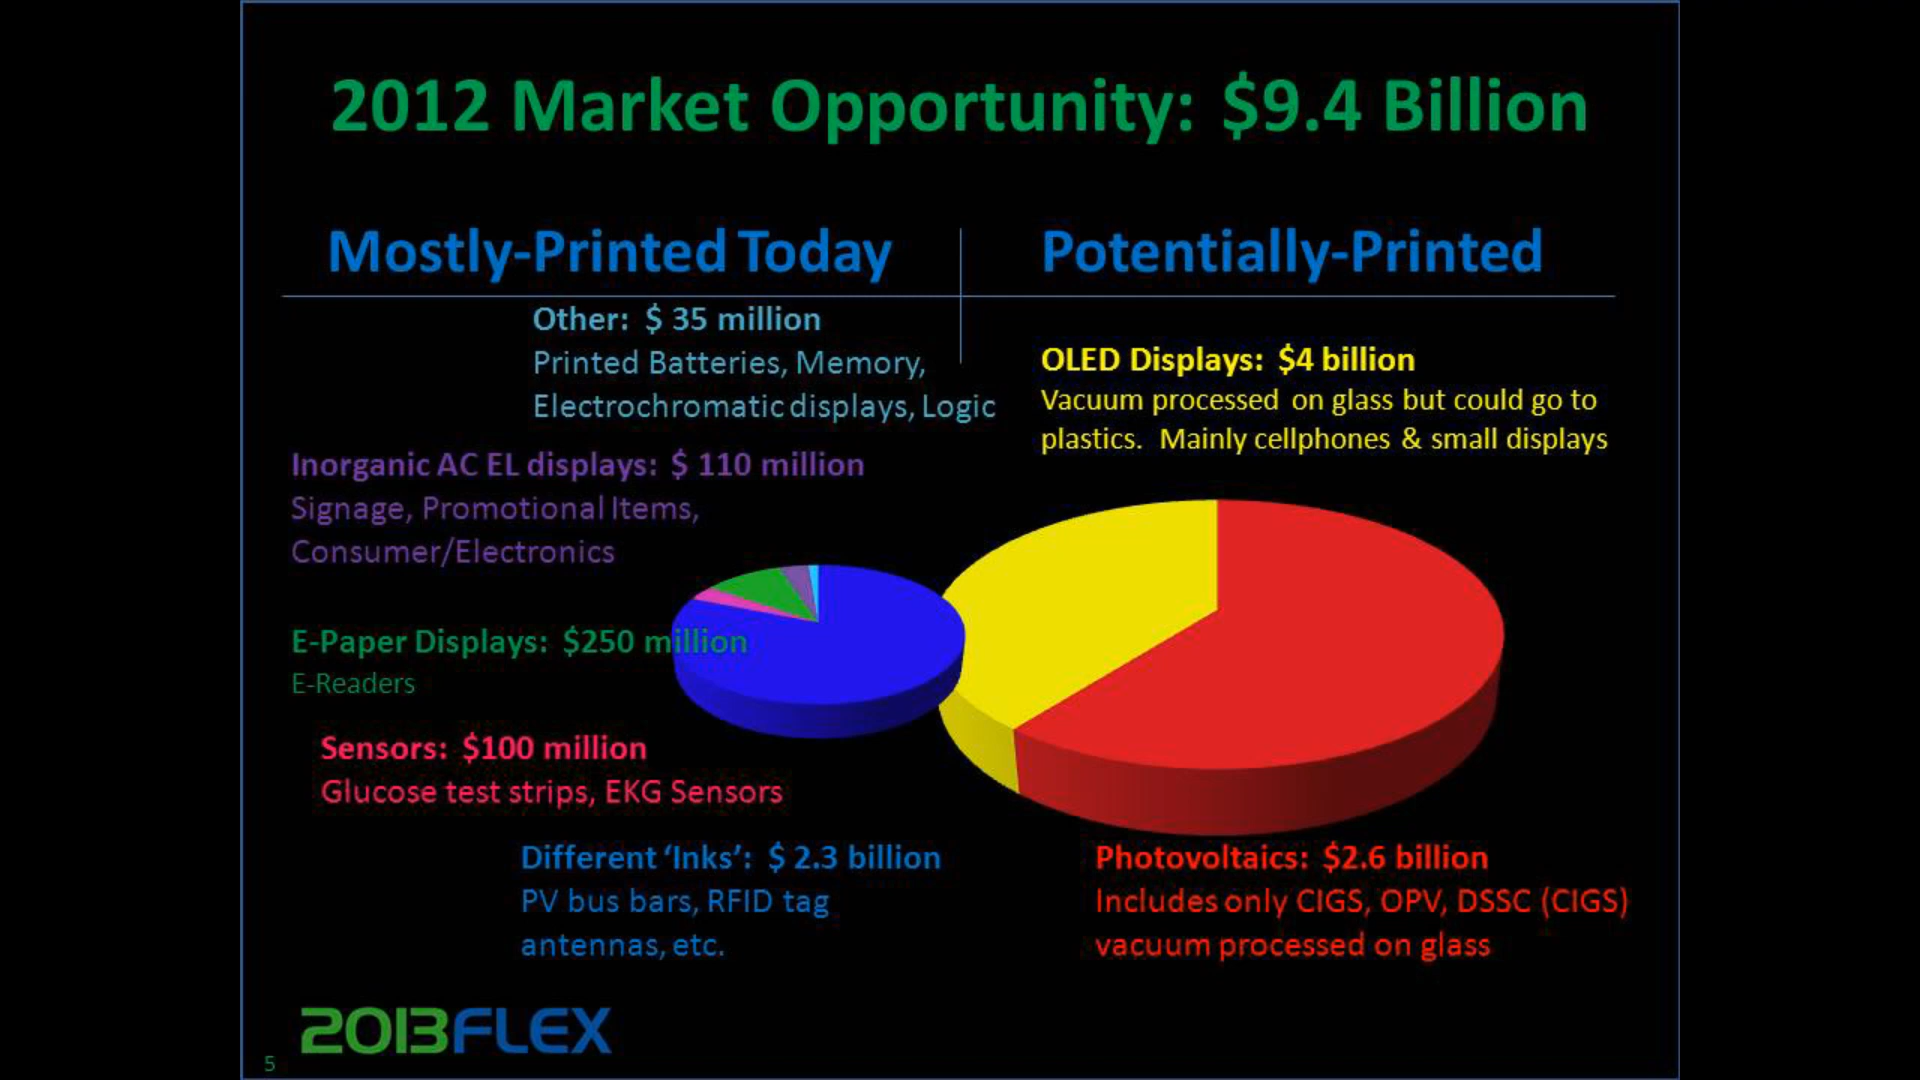 2012 Market Opportunity: $9.4 Billion
Mostly-Printed Today
Potentially-Printed
Other: $ 35 million
Printed Batteries, Memory,
Electrochromatic displays, Logic
OLED Displays: $4 billion
Vacuum processed on glass but could go to
plastics. Mainly cellphones & small displays
Inorganic AC EL displays: $ 110 million
Signage, Promotional Items,
Consumer/Electronics
E-Paper Displays: $250 million
E-Readers
Sensors: $100 million
Glucose test strips, EKG Sensors
Different ‘Inks’: $ 2.3 billion
PV bus bars, RFID tag
antennas, etc.
Photovoltaics: $2.6 billion
Includes only CIGS, OPV, DSSC (CIGS)
vacuum processed on glass
2013FLEX
5